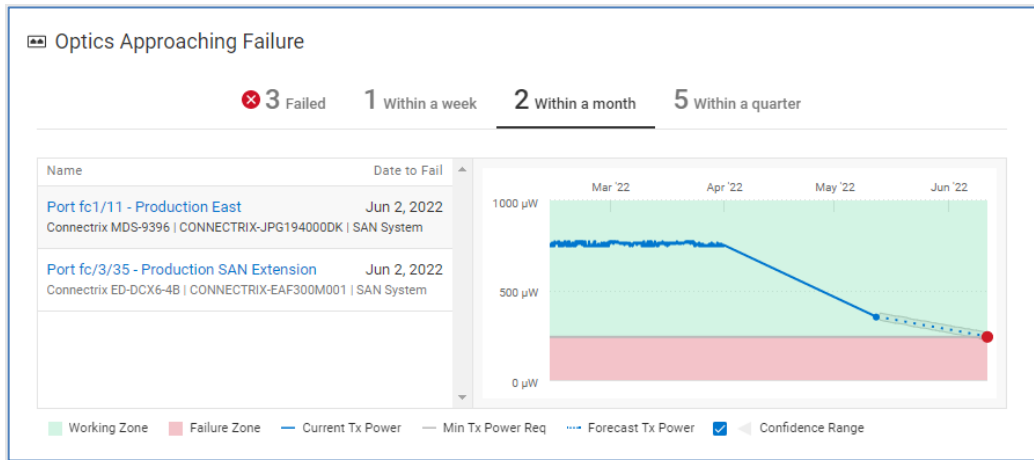 Optics Approaching Failure
3 Failed
1 Within a week
2 Within a month
5 Within a quarter
Name Date to Fail
Port fc1/11 - Production East Jun 2, 2022
Connectrix MDS-9396 | CONNECTRIX-JPG194000DK | SAN System
Port fc/3/35 - Production SAN Extension Jun 2, 2022
Connectrix ED-DCX6-4B | CONNECTRIX-EAF300M001 | SAN System
Mar '22 Apr '22 May '22 Jun '22
1000 µW
500 µW
0 µW
Working Zone Failure Zone Current Tx Power Min Tx Power Req Forecast Tx Power Confidence Range